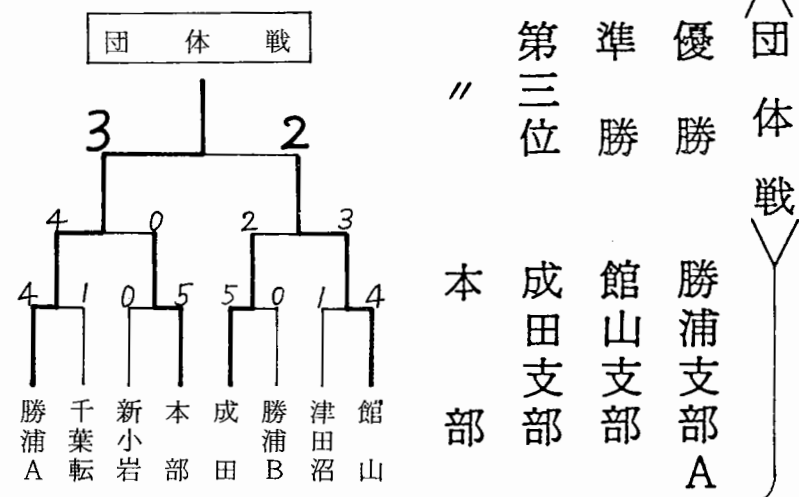 〈団体戦〉
優勝 勝浦支部A
準勝 館山支部
第三位 成田支部
〃 本部
団体戦
3 2
4 0 2 3
4 1 0 5 5 0 1 4
勝浦A
千葉転
新小岩
本部
成田
勝浦B
津田沼
館山